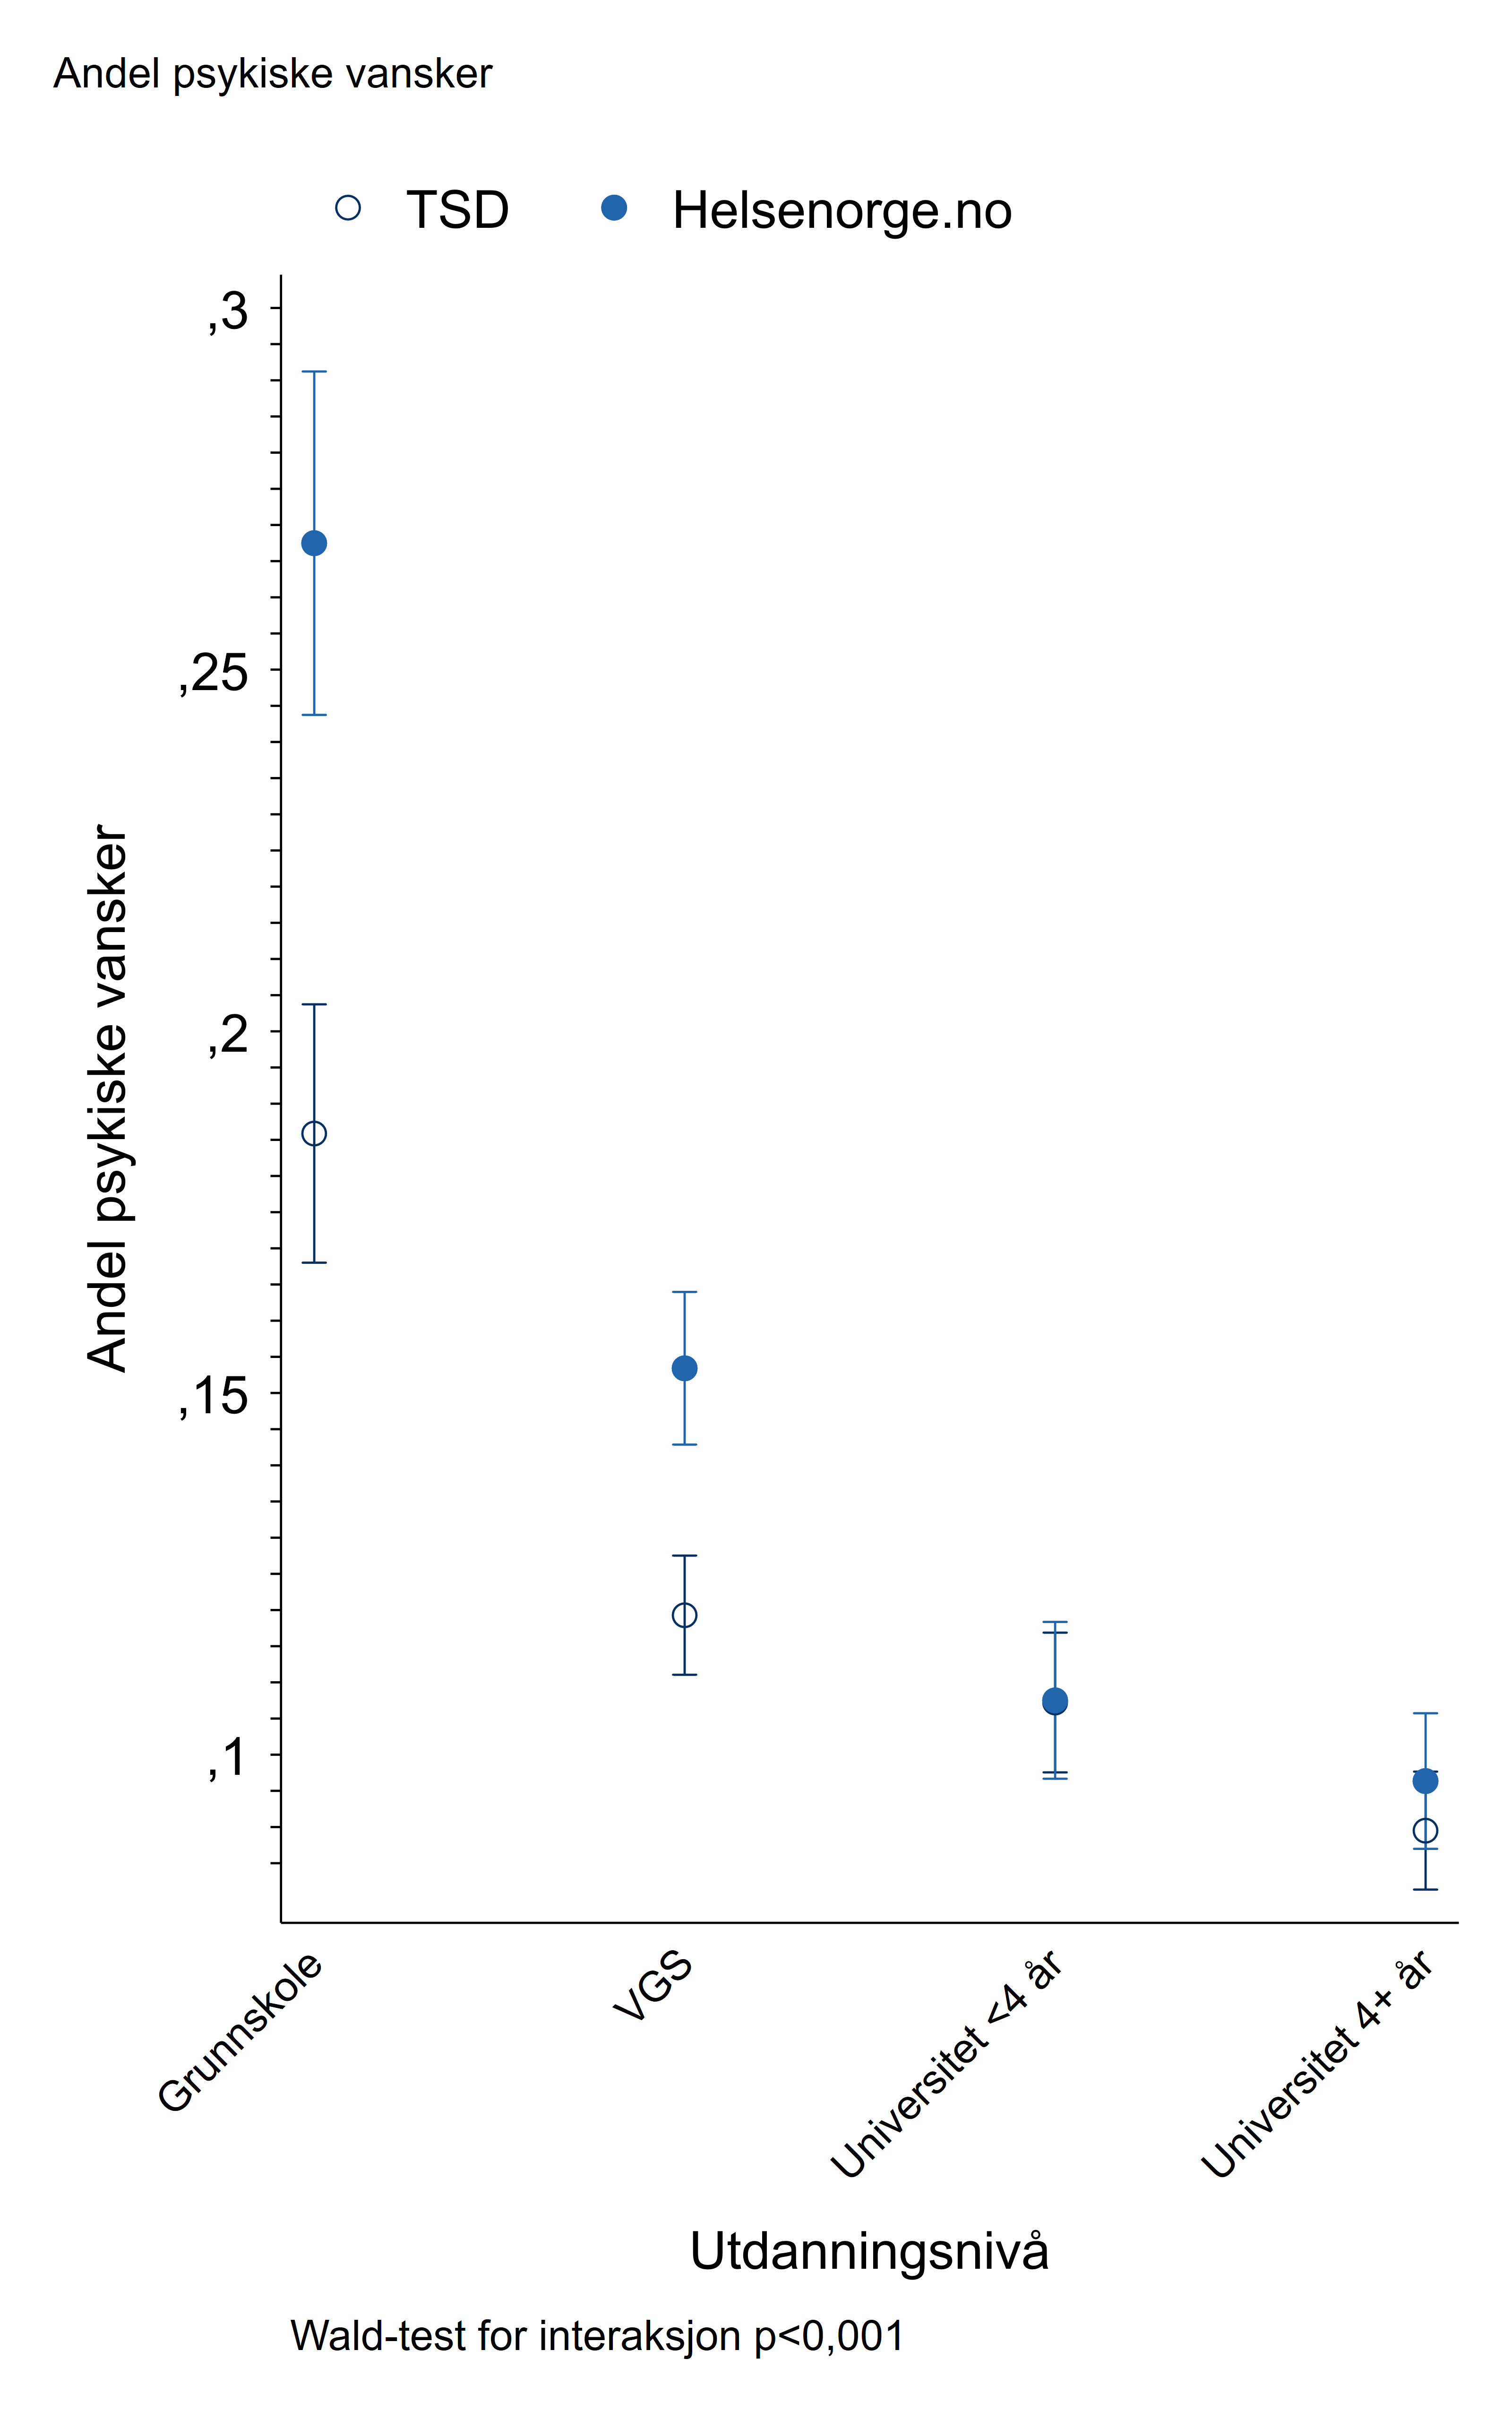 Andel psykiske vansker
TSD Helsenorge.no
,3
,25
,2
,15
,1
Andel psykiske vansker
Grunnskole
VGS
Universitet <4 år
Universitet 4+ år
Utdanningsnivå
Wald-test for interaksjon p<0,001